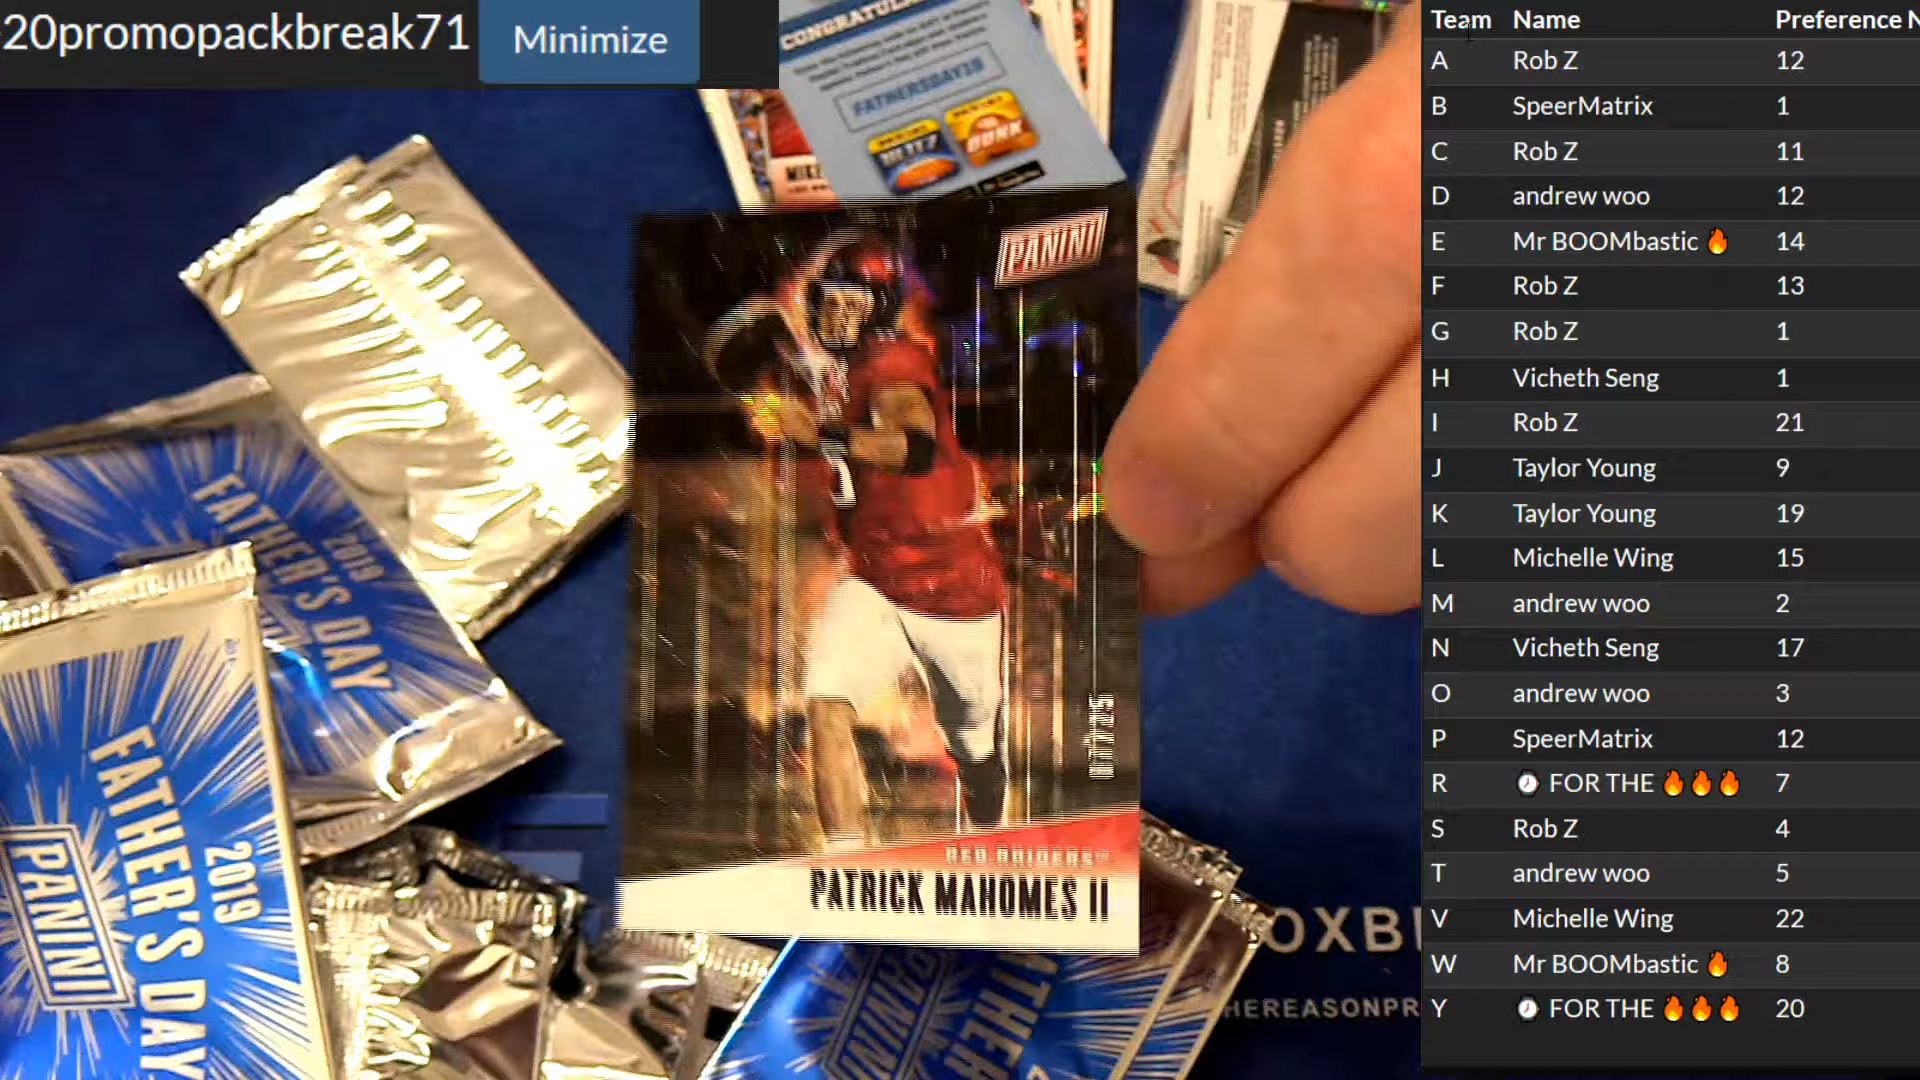 20promopackbreak71
Minimize
FATHERSDAY19
PANINI
RED RAIDERS
PATRICK MAHOMES II
2019
FATHER'S DAY
2019
FATHER'S DAY
PANINI
PANINI
OXB
HEREASONPR
Team Name Preference N
A Rob Z 12
B SpeerMatrix 1
C Rob Z 11
D andrew woo 12
E Mr BOOMbastic 🔥 14
F Rob Z 13
G Rob Z 1
H Vicheth Seng 1
I Rob Z 21
J Taylor Young 9
K Taylor Young 19
L Michelle Wing 15
M andrew woo 2
N Vicheth Seng 17
O andrew woo 3
P SpeerMatrix 12
R ⌚ FOR THE 🔥🔥🔥 7
S Rob Z 4
T andrew woo 5
V Michelle Wing 22
W Mr BOOMbastic 🔥 8
Y ⌚ FOR THE 🔥🔥🔥 20